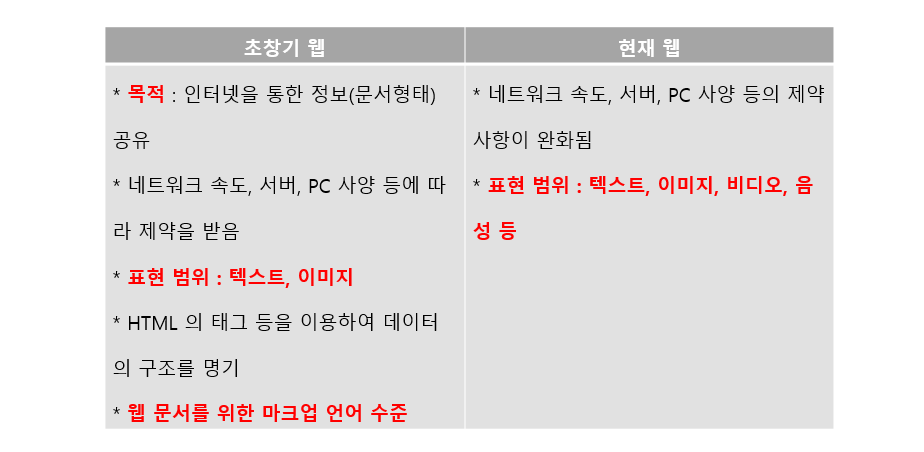 초창기 웹
현재 웹
* 목적 : 인터넷을 통한 정보(문서형태)
공유
* 네트워크 속도, 서버, PC 사양 등에 따
라 제약을 받음
* 표현 범위 : 텍스트, 이미지
* HTML 의 태그 등을 이용하여 데이터
의 구조를 명기
* 웹 문서를 위한 마크업 언어 수준
* 네트워크 속도, 서버, PC 사양 등의 제약
사항이 완화됨
* 표현 범위 : 텍스트, 이미지, 비디오, 음
성 등